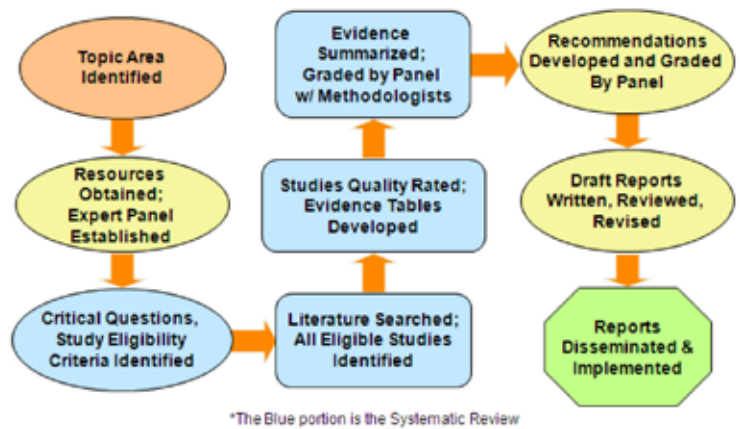 Topic Area
Identified
Resources
Obtained;
Expert Panel
Established
Critical Questions,
Study Eligibility
Criteria Identified
Literature Searched;
All Eligible Studies
Identified
Studies Quality Rated;
Evidence Tables
Developed
Evidence
Summarized;
Graded by Panel
w/ Methodologists
Recommendations
Developed and Graded
By Panel
Draft Reports
Written, Reviewed,
Revised
Reports
Disseminated &
Implemented
*The Blue portion is the Systematic Review